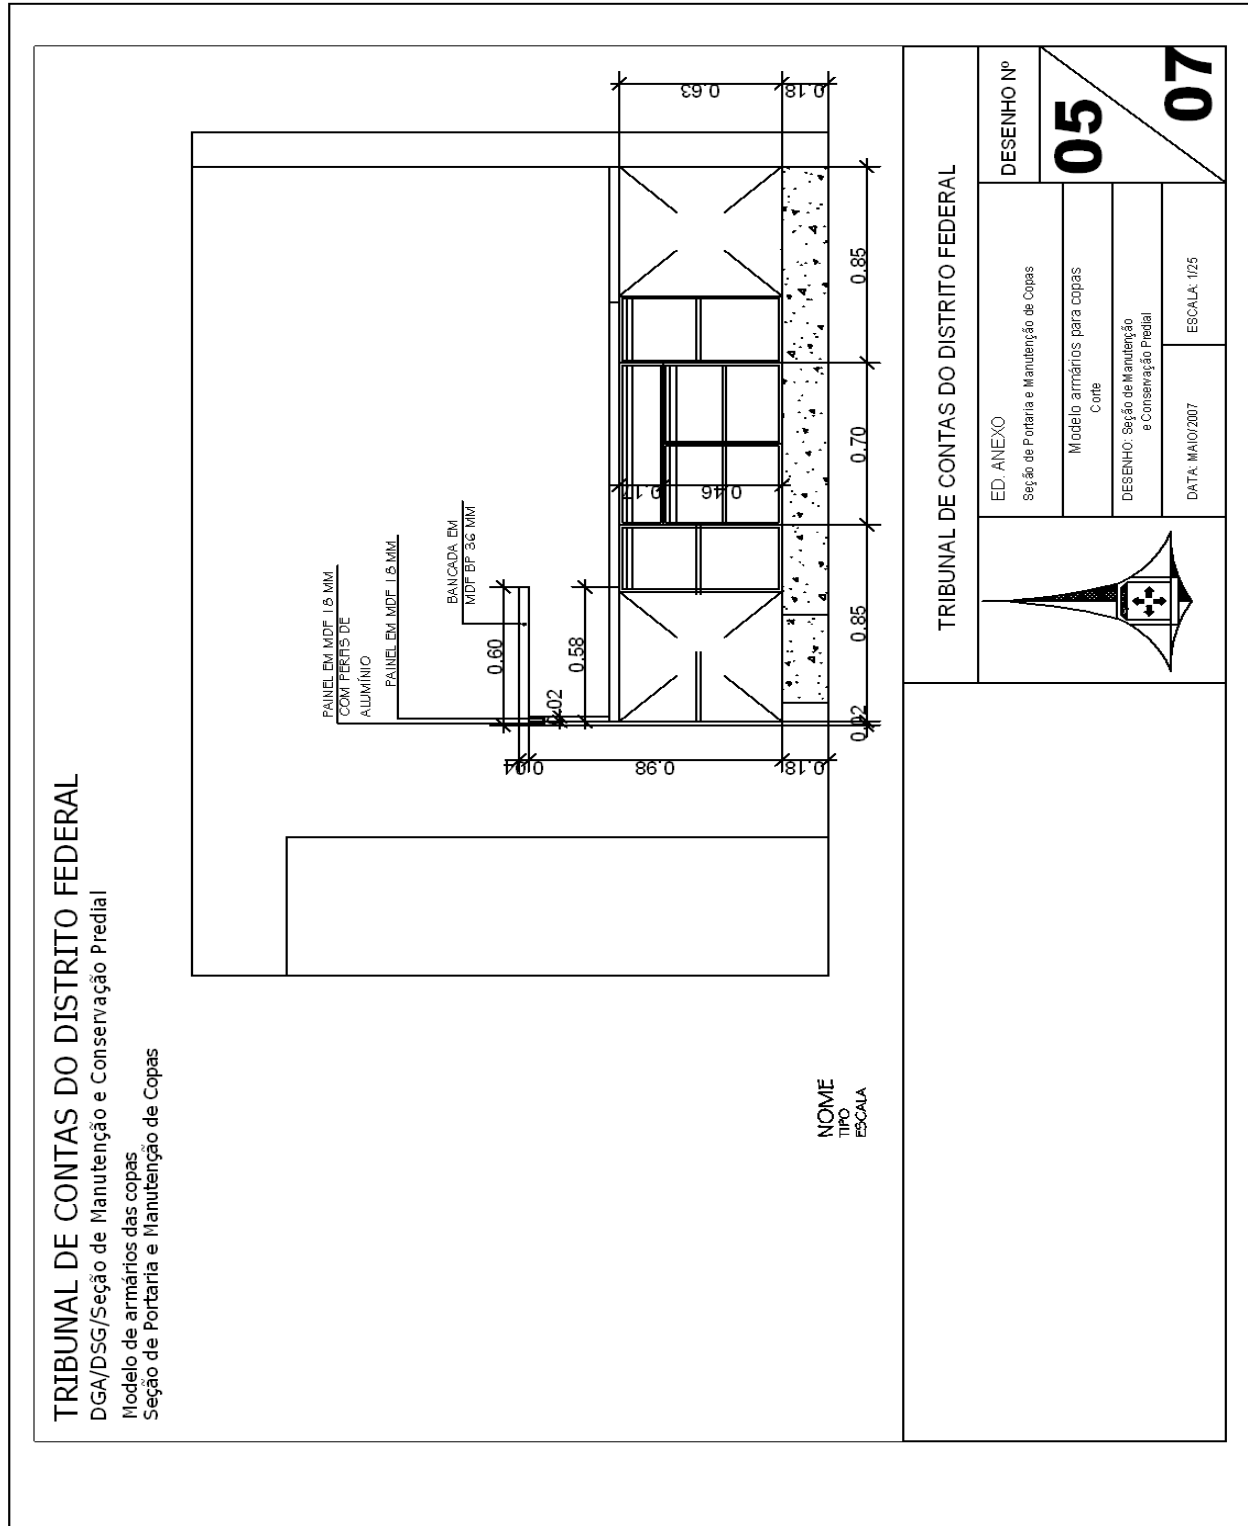 TRIBUNAL DE CONTAS DO DISTRITO FEDERAL
DGA/DSG/Seção de Manutenção e Conservação Predial
Modelo de armários das copas
Seção de Portaria e Manutenção de Copas
PAINEL EM MDF 18 MM
COM PERFIS DE
ALUMÍNIO
PAINEL EM MDF 18 MM
BANCADA EM
MDF BP 36 MM
0.60
0.58
0.02
0.04
0.98
0.18
0.17
0.46
0.63
0.18
0.02
0.85
0.70
0.85
NOME
TIPO
ESCALA
TRIBUNAL DE CONTAS DO DISTRITO FEDERAL
ED. ANEXO
Seção de Portaria e Manutenção de Copas
Modelo armários para copas
Corte
DESENHO: Seção de Manutenção
e Conservação Predial
DATA: MAIO/2007
ESCALA: 1/25
DESENHO Nº
05
07